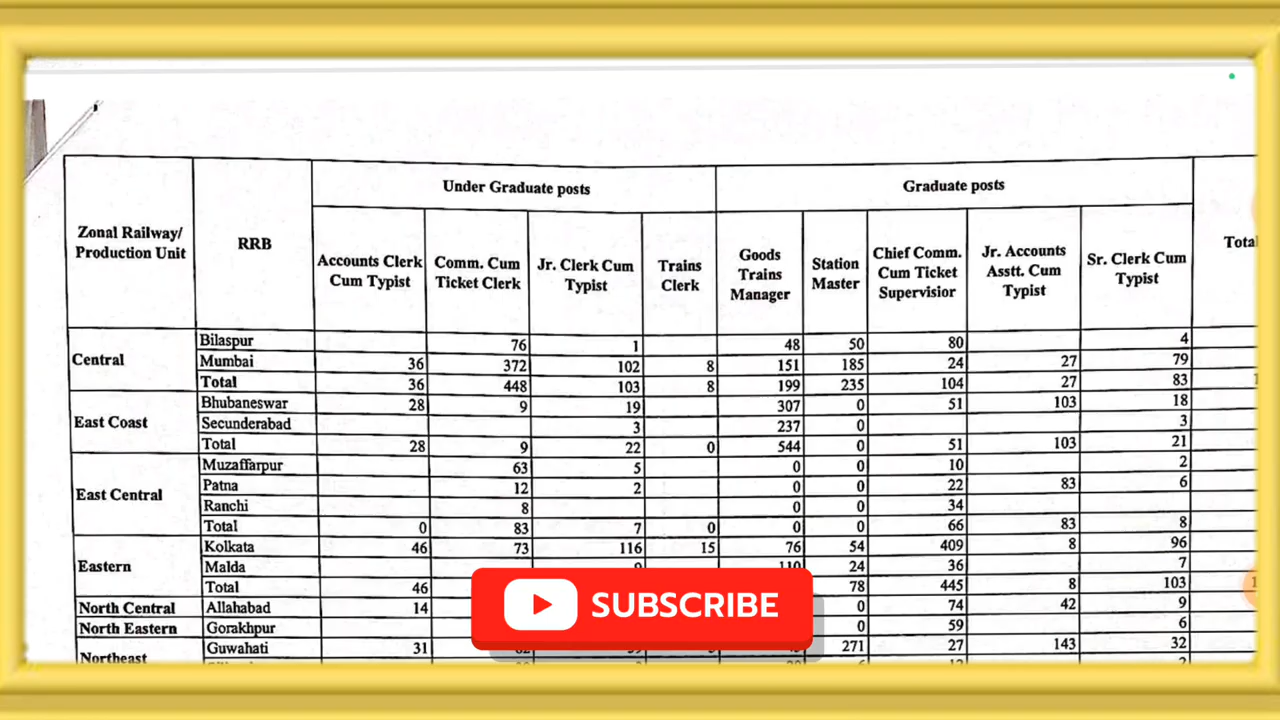 Under Graduate posts Graduate posts
Zonal Railway/ Production Unit RRB Accounts Clerk Cum Typist Comm. Cum Ticket Clerk Jr. Clerk Cum Typist Trains Clerk Goods Trains Manager Station Master Chief Comm. Cum Ticket Supervisior Jr. Accounts Asstt. Cum Typist Sr. Clerk Cum Typist
Central
Bilaspur 76 1 48 50 80 4
Mumbai 36 372 102 8 151 185 24 27 79
Total 36 448 103 8 199 235 104 27 83
East Coast
Bhubaneswar 28 9 19 307 0 51 103 18
Secunderabad 3 237 0 3
Total 28 9 22 0 544 0 51 103 21
East Central
Muzaffarpur 63 5 0 0 10 2
Patna 12 2 0 0 22 83 6
Ranchi 8 0 0 34
Total 0 83 7 0 0 0 66 83 8
Eastern
Kolkata 46 73 116 15 76 54 409 8 96
Malda 24 36 7
Total 46 78 445 8 103
North Central Allahabad 14 0 74 42 9
North Eastern Gorakhpur 0 59 6
Northeast
Guwahati 31 271 27 143 32
SUBSCRIBE